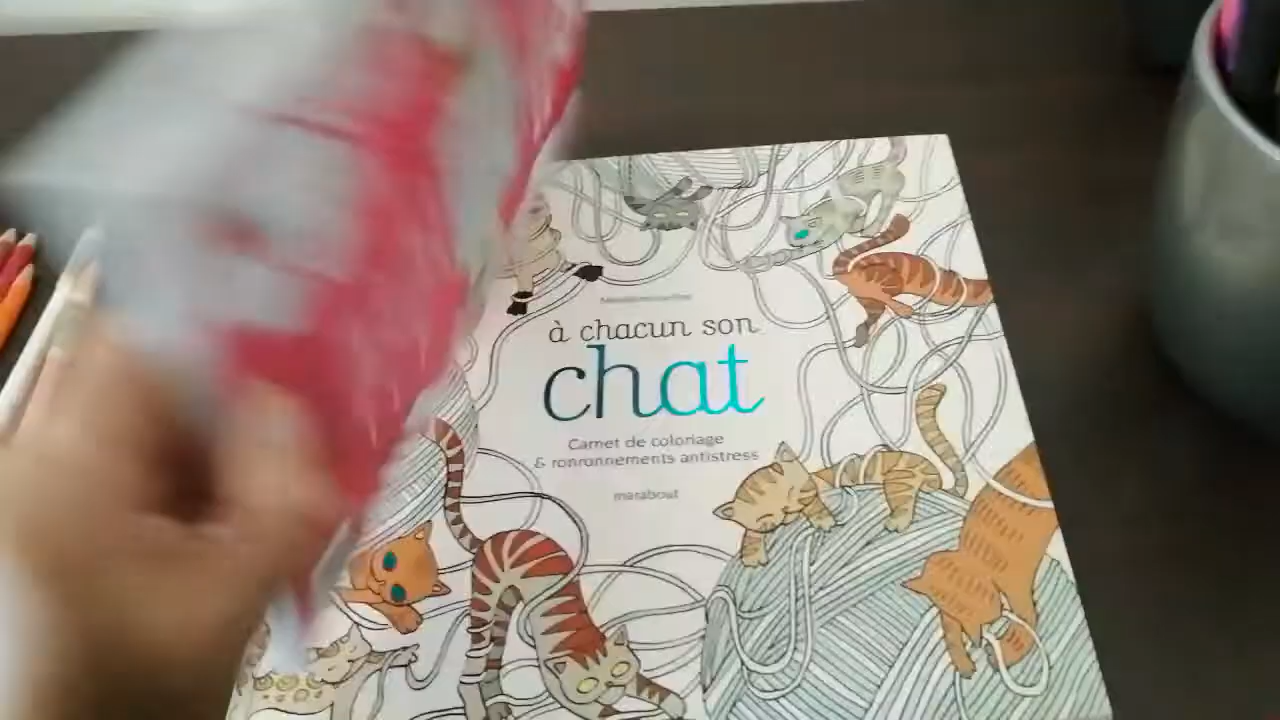 à chacun son
chat
Carnet de coloriage
& ronronnements antistress
marabout